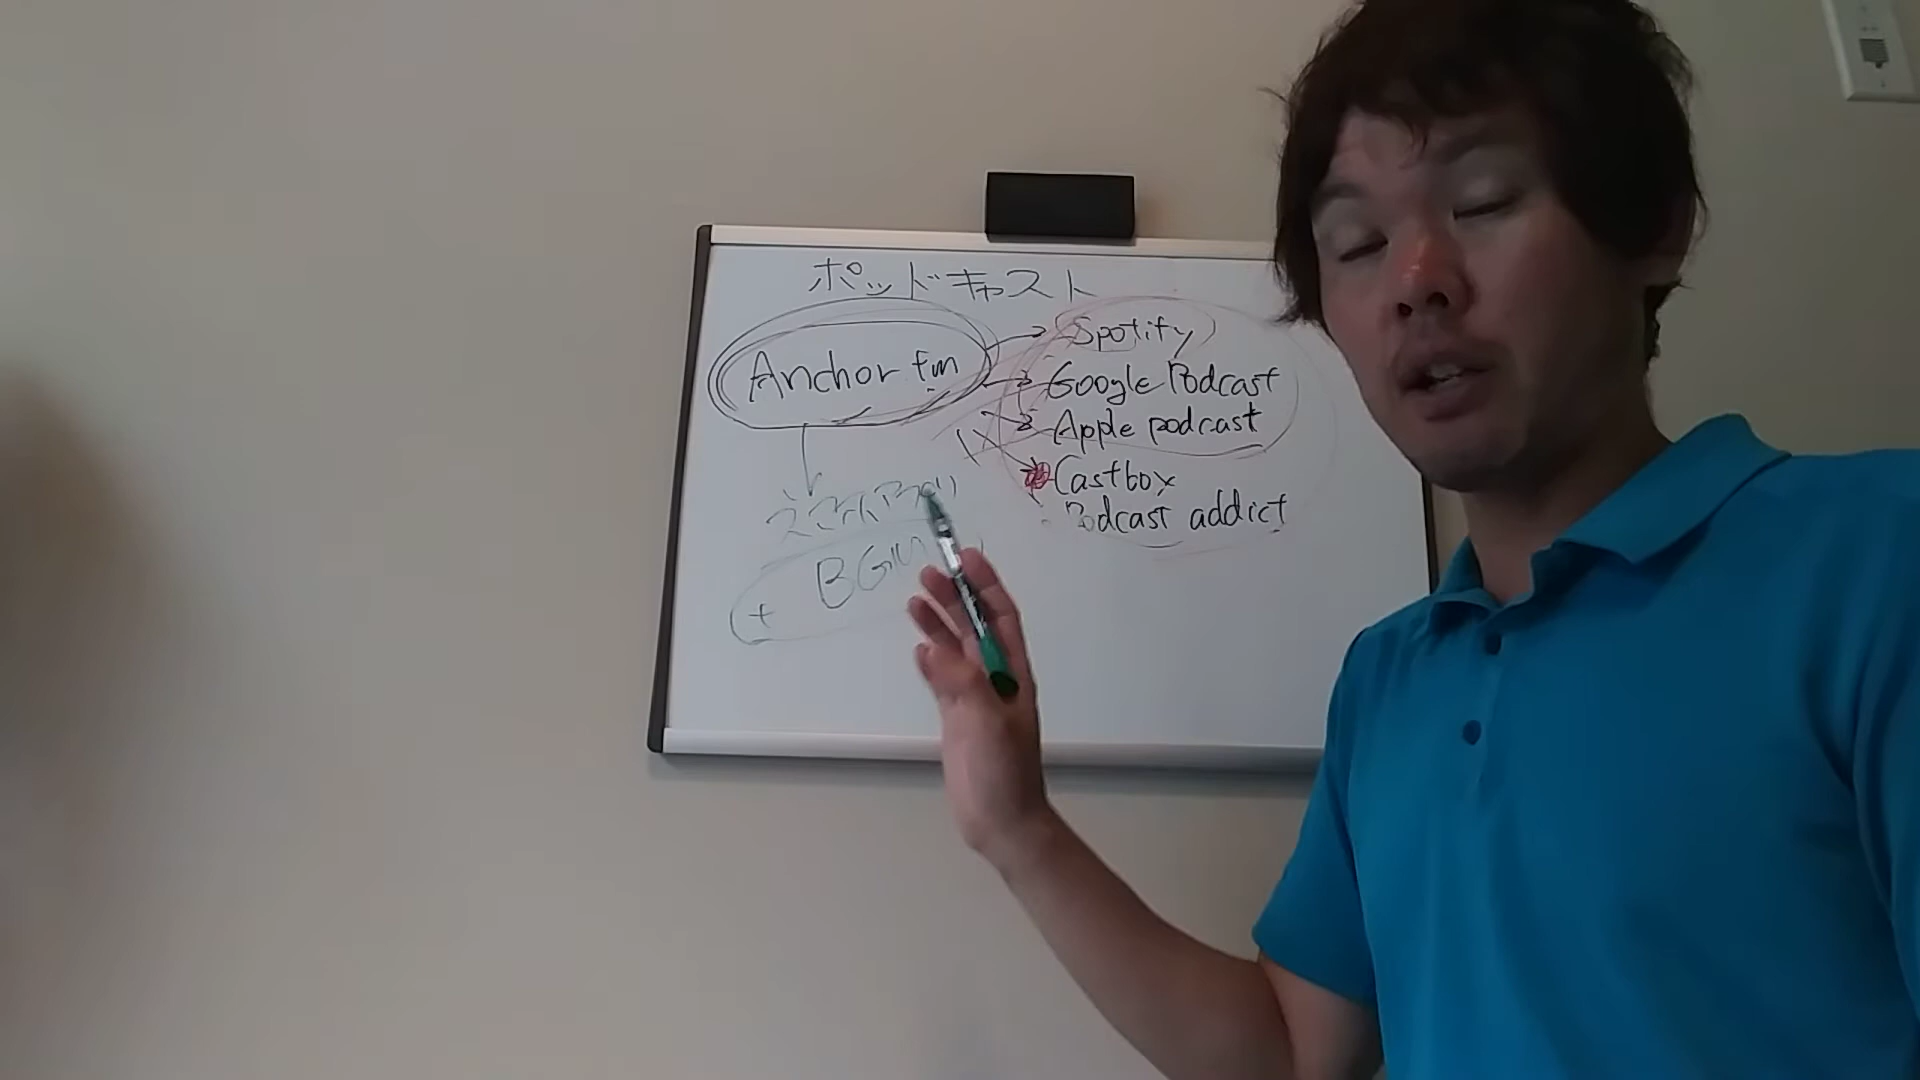 ポッドキャスト
Anchor fm
Spotify
Google Podcast
Apple podcast
Castbox
Podcast addict
+ BGM